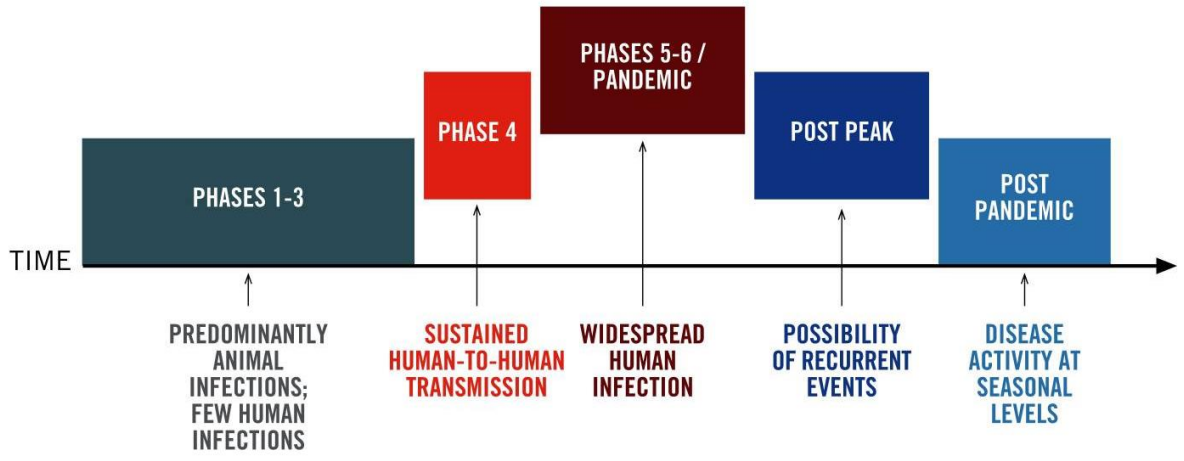 PHASES 5-6 /
PANDEMIC
PHASE 4
POST PEAK
PHASES 1-3
POST
PANDEMIC
TIME
PREDOMINANTLY
ANIMAL
INFECTIONS;
FEW HUMAN
INFECTIONS
SUSTAINED
HUMAN-TO-HUMAN
TRANSMISSION
WIDESPREAD
HUMAN
INFECTION
POSSIBILITY
OF RECURRENT
EVENTS
DISEASE
ACTIVITY AT
SEASONAL
LEVELS